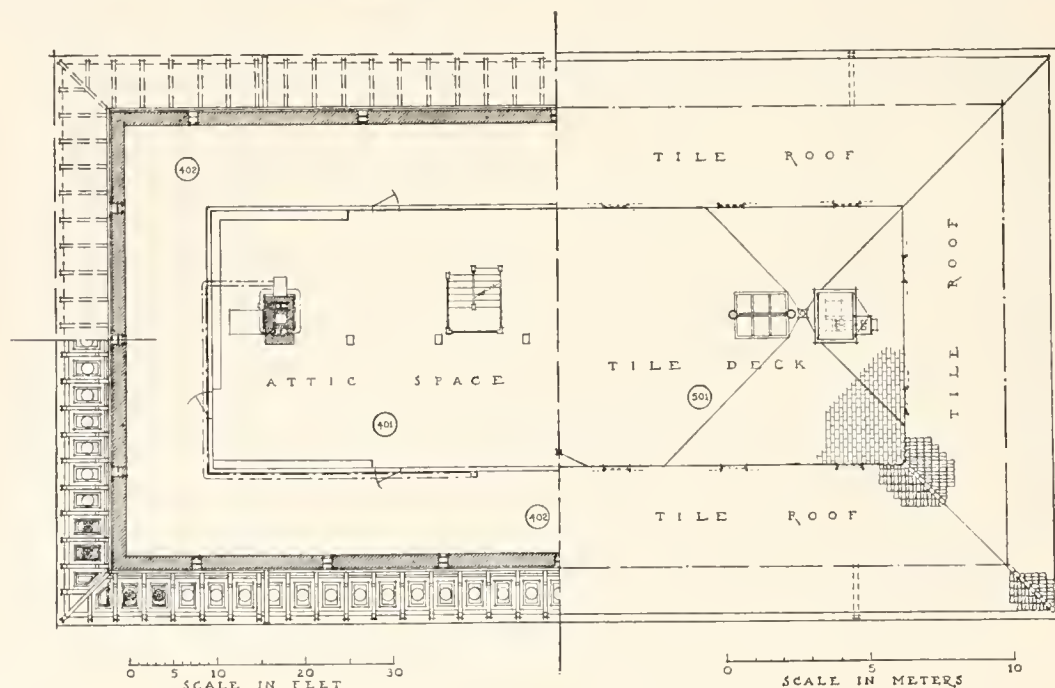 TILE ROOF
402
TILE ROOF
ATTIC SPACE
TILE DECK
501
401
402
TILE ROOF
0 5 10 20 30
SCALE IN FEET
0 5 10
SCALE IN METERS